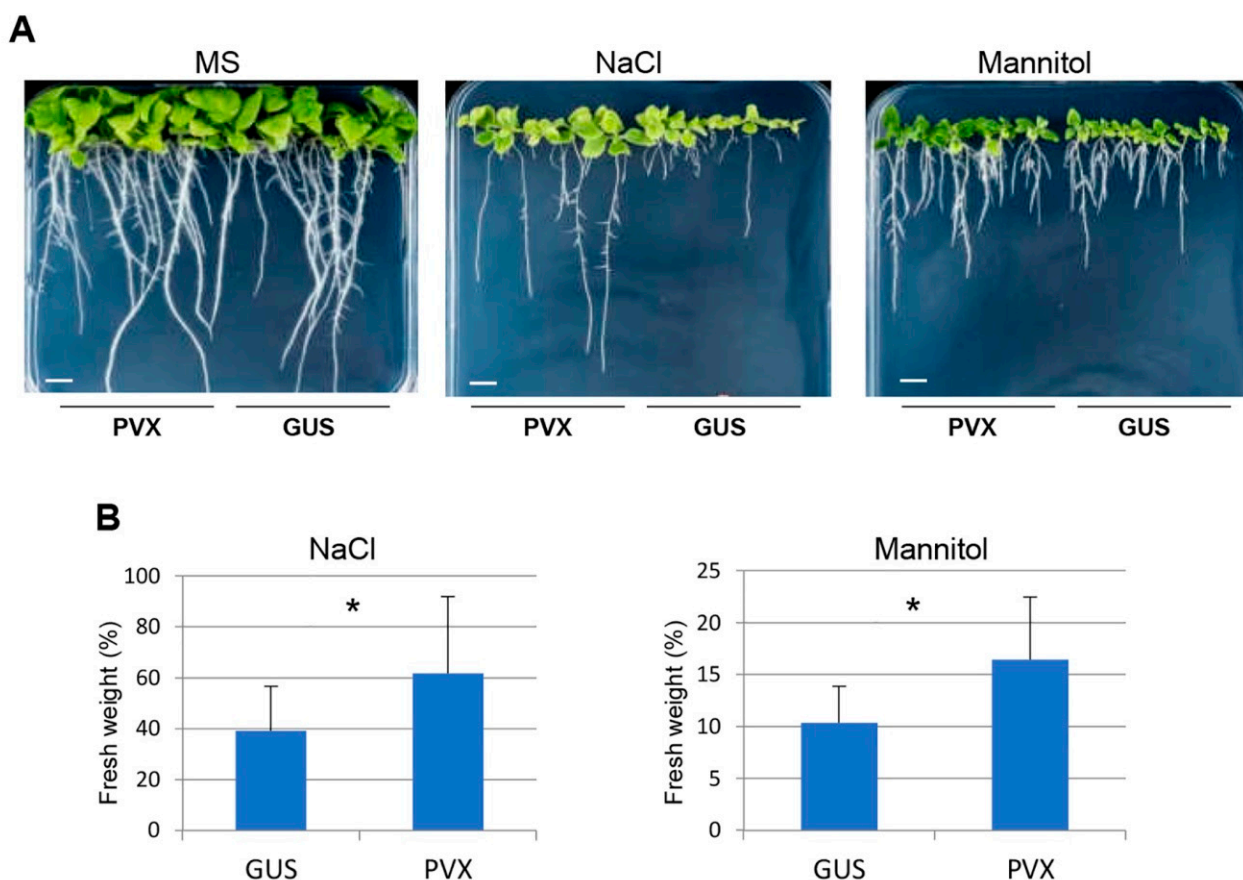 A
MS NaCl Mannitol
PVX GUS PVX GUS PVX GUS
B
NaCl
Fresh weight (%)
100
80
60
40
20
0
GUS PVX
Mannitol
Fresh weight (%)
25
20
15
10
5
0
GUS PVX
*
*